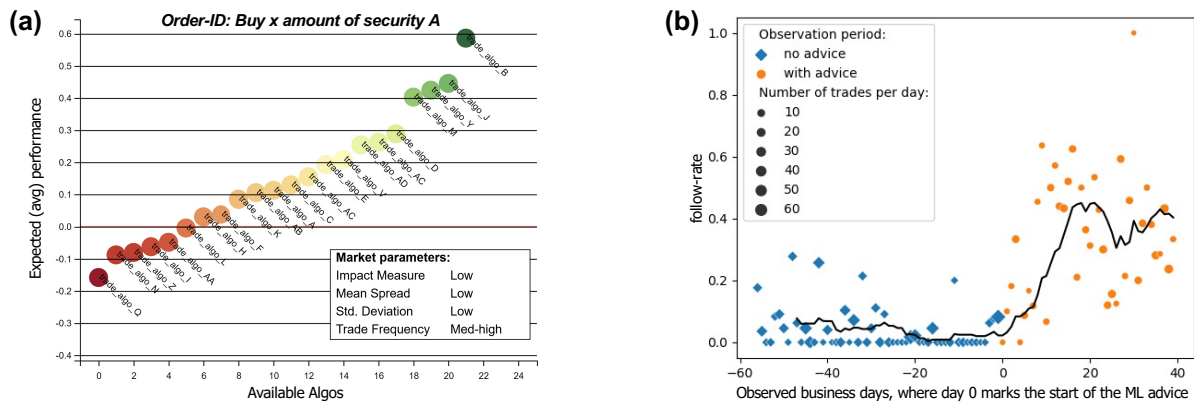 (a)
Order-ID: Buy x amount of security A
Expected (avg) performance
0.6
0.5
0.4
0.3
0.2
0.1
0.0
-0.1
-0.2
-0.3
-0.4
trade_algo_Q
trade_algo_N
trade_algo_Z
trade_algo_I
trade_algo_AA
trade_algo_L
trade_algo_H
trade_algo_F
trade_algo_K
trade_algo_AB
trade_algo_A
trade_algo_C
trade_algo_AC
trade_algo_E
trade_algo_V
trade_algo_AD
trade_algo_AC
trade_algo_D
trade_algo_M
trade_algo_Y
trade_algo_J
trade_algo_B
Market parameters:
Impact Measure Low
Mean Spread Low
Std. Deviation Low
Trade Frequency Med-high
0 2 4 6 8 10 12 14 16 18 20 22 24
Available Algos
(b)
follow-rate
1.0
0.8
0.6
0.4
0.2
0.0
Observation period:
no advice
with advice
Number of trades per day:
10
20
30
40
50
60
−60 −40 −20 0 20 40
Observed business days, where day 0 marks the start of the ML advice